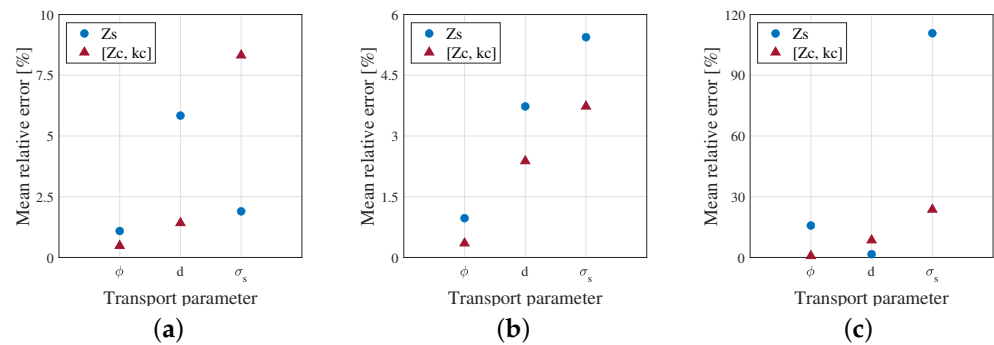 Mean relative error [%]
10
7.5
5
2.5
0
Zs
[Zc, kc]
ϕ d σs
Transport parameter
(a)
Mean relative error [%]
6
4.5
3
1.5
0
Zs
[Zc, kc]
ϕ d σs
Transport parameter
(b)
Mean relative error [%]
120
90
60
30
0
Zs
[Zc, kc]
ϕ d σs
Transport parameter
(c)